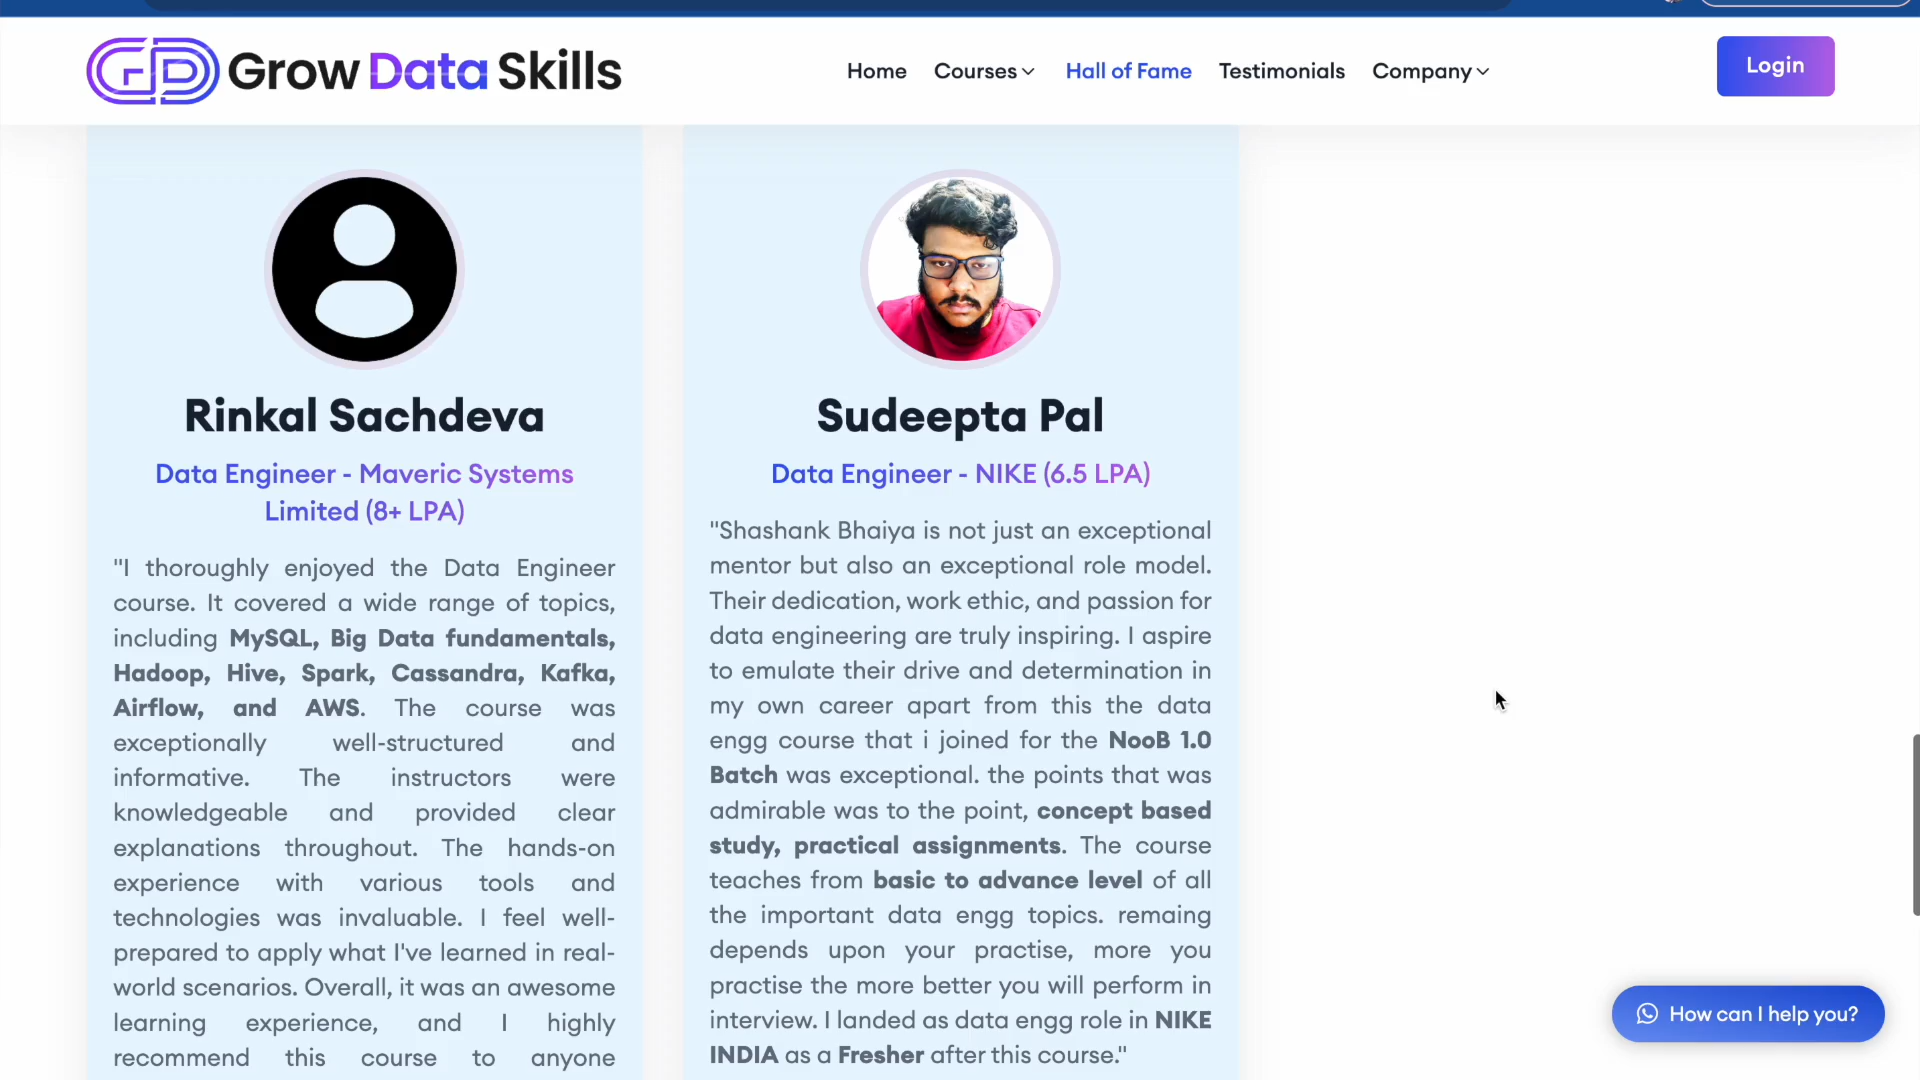 Grow Data Skills
Home Courses Hall of Fame Testimonials Company Login
Rinkal Sachdeva
Data Engineer - Maveric Systems
Limited (8+ LPA)
"I thoroughly enjoyed the Data Engineer
course. It covered a wide range of topics,
including MySQL, Big Data fundamentals,
Hadoop, Hive, Spark, Cassandra, Kafka,
Airflow, and AWS. The course was
exceptionally well-structured and
informative. The instructors were
knowledgeable and provided clear
explanations throughout. The hands-on
experience with various tools and
technologies was invaluable. I feel well-
prepared to apply what I've learned in real-
world scenarios. Overall, it was an awesome
learning experience, and I highly
recommend this course to anyone
Sudeepta Pal
Data Engineer - NIKE (6.5 LPA)
"Shashank Bhaiya is not just an exceptional
mentor but also an exceptional role model.
Their dedication, work ethic, and passion for
data engineering are truly inspiring. I aspire
to emulate their drive and determination in
my own career apart from this the data
engg course that i joined for the NooB 1.0
Batch was exceptional. the points that was
admirable was to the point, concept based
study, practical assignments. The course
teaches from basic to advance level of all
the important data engg topics. remaing
depends upon your practise, more you
practise the more better you will perform in
interview. I landed as data engg role in NIKE
INDIA as a Fresher after this course."
How can I help you?